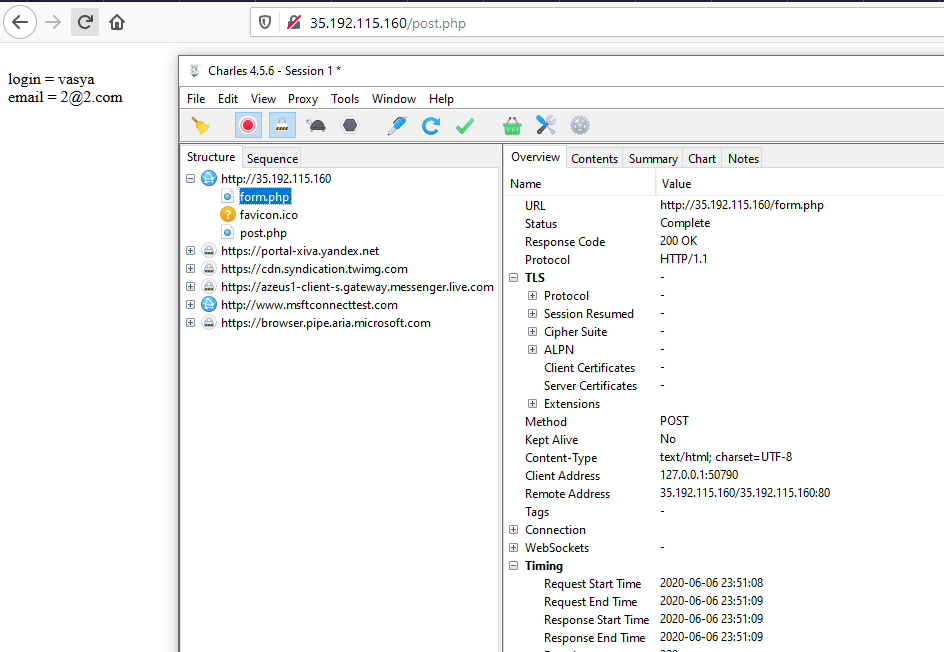 35.192.115.160/post.php
login = vasya
email = 2@2.com
Charles 4.5.6 - Session 1 *
File Edit View Proxy Tools Window Help
Structure Sequence
http://35.192.115.160
form.php
favicon.ico
post.php
https://portal-xiva.yandex.net
https://cdn.syndication.twimg.com
https://azeus1-client-s.gateway.messenger.live.com
http://www.msftconnecttest.com
https://browser.pipe.aria.microsoft.com
Overview Contents Summary Chart Notes
Name Value
URL http://35.192.115.160/form.php
Status Complete
Response Code 200 OK
Protocol HTTP/1.1
TLS -
Protocol -
Session Resumed -
Cipher Suite -
ALPN -
Client Certificates -
Server Certificates -
Extensions
Method POST
Kept Alive No
Content-Type text/html; charset=UTF-8
Client Address 127.0.0.1:50790
Remote Address 35.192.115.160/35.192.115.160:80
Tags -
Connection
WebSockets -
Timing
Request Start Time 2020-06-06 23:51:08
Request End Time 2020-06-06 23:51:09
Response Start Time 2020-06-06 23:51:09
Response End Time 2020-06-06 23:51:09